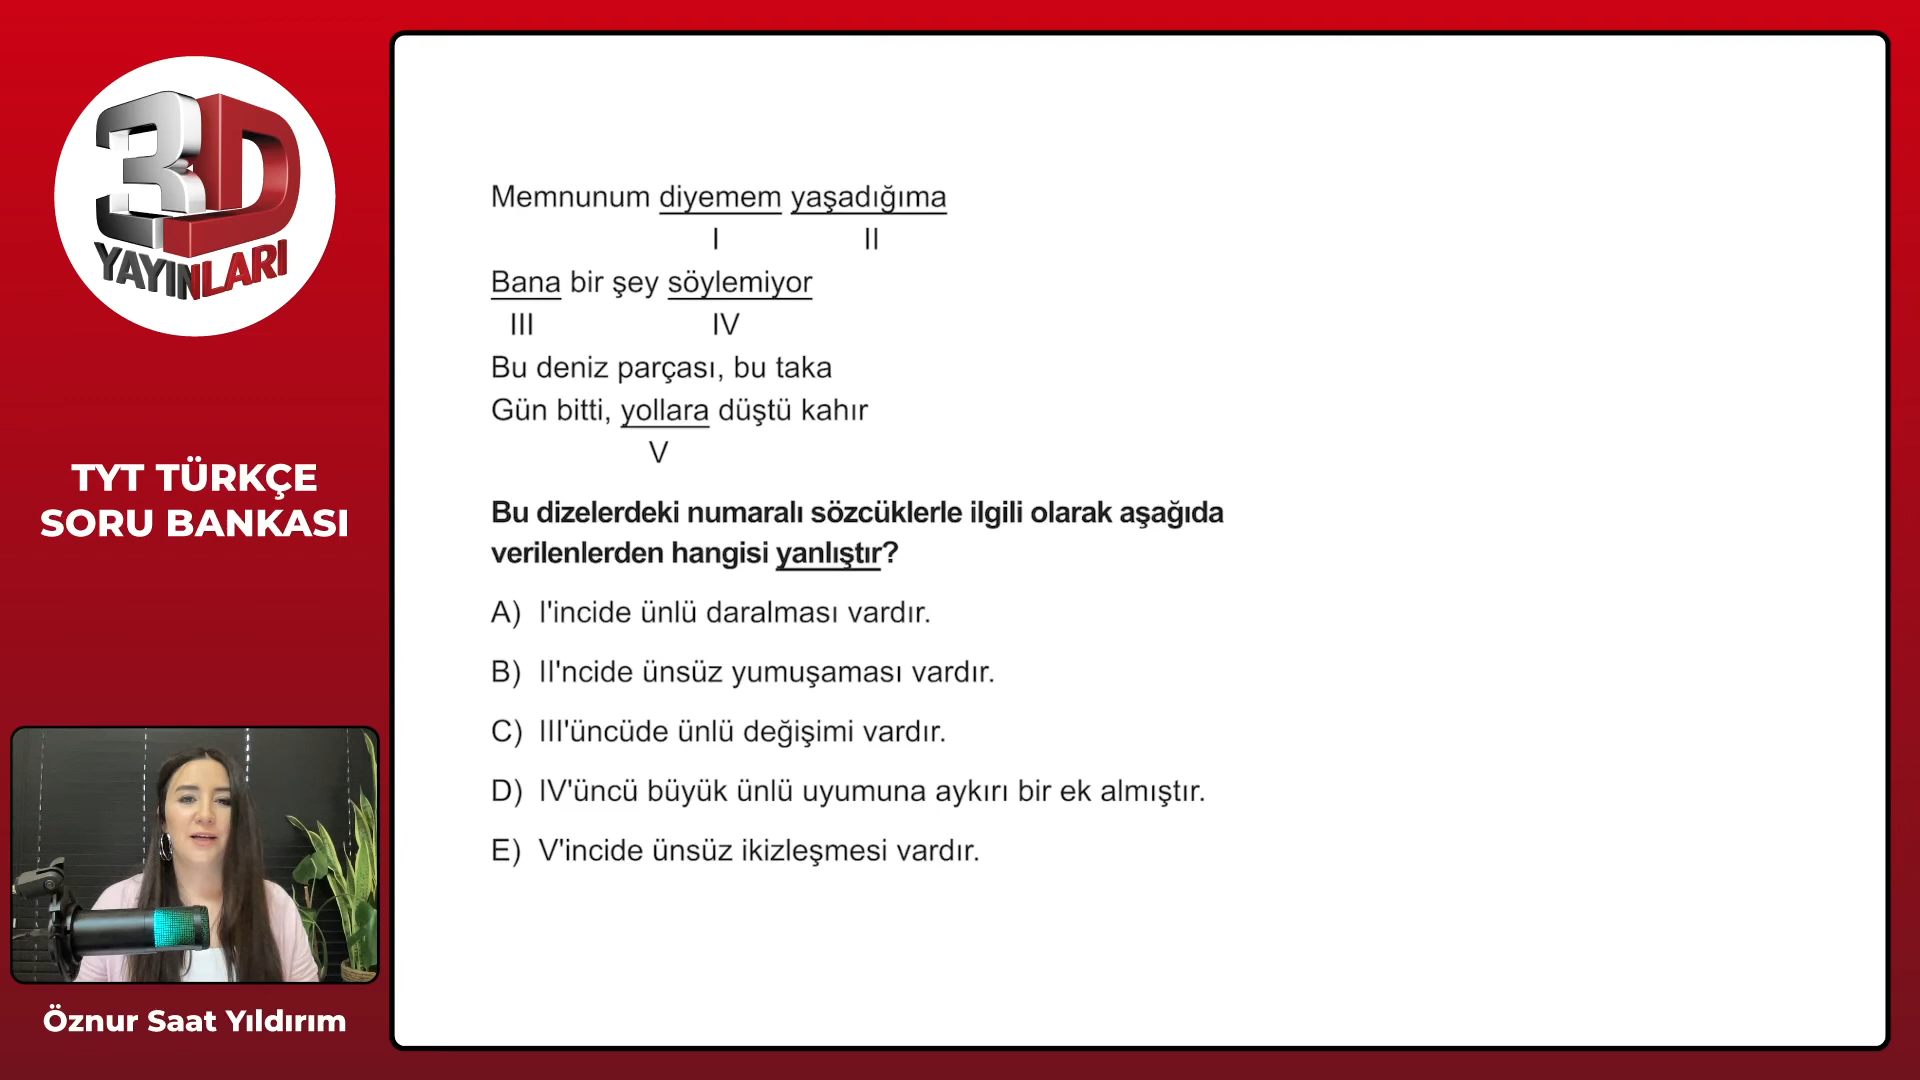 3D
YAYINLARI
TYT TÜRKÇE
SORU BANKASI
Öznur Saat Yıldırım
Memnunum diyemem yaşadığıma
I II
Bana bir şey söylemiyor
III IV
Bu deniz parçası, bu taka
Gün bitti, yollara düştü kahır
V
Bu dizelerdeki numaralı sözcüklerle ilgili olarak aşağıda
verilenlerden hangisi yanlıştır?
A) I'incide ünlü daralması vardır.
B) II'ncide ünsüz yumuşaması vardır.
C) III'üncüde ünlü değişimi vardır.
D) IV'üncü büyük ünlü uyumuna aykırı bir ek almıştır.
E) V'incide ünsüz ikizleşmesi vardır.